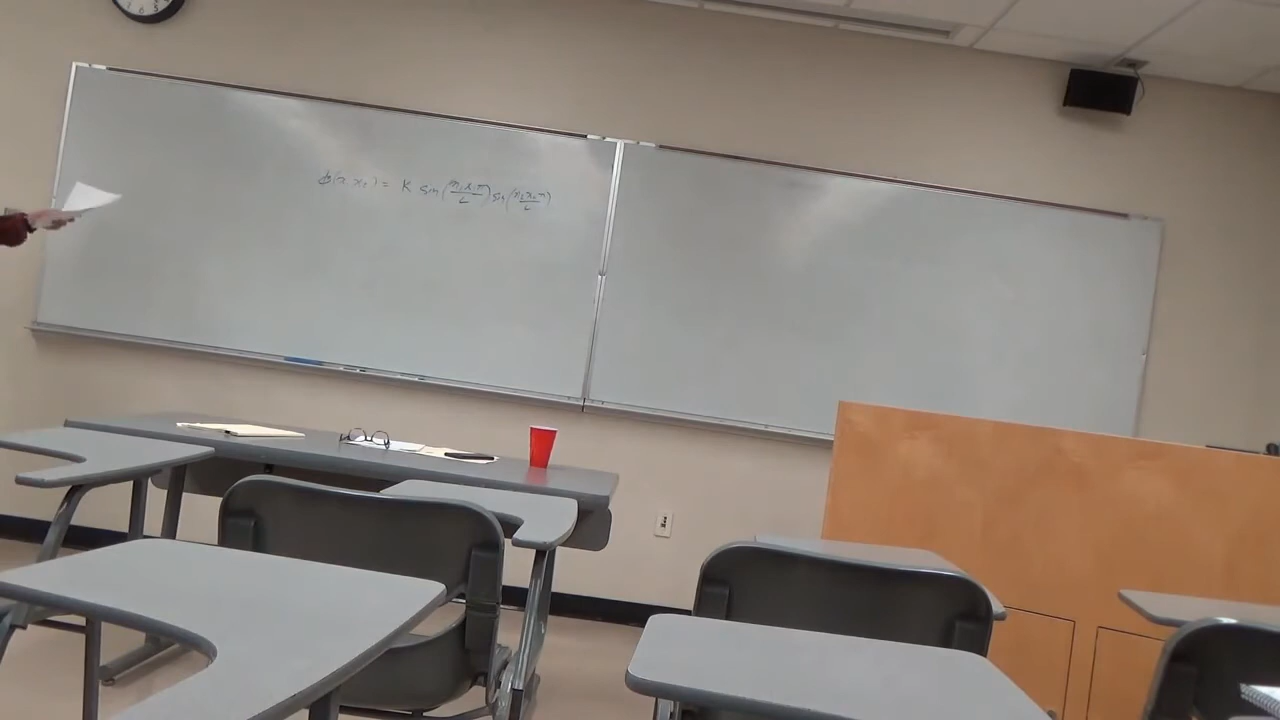 φ(x₁ x₂) = K sin(n₁x₁π/L) sin(n₂x₂π/L)